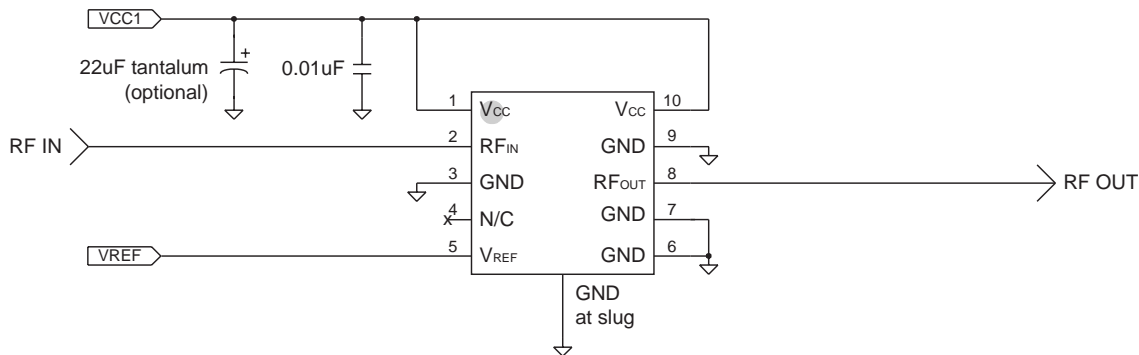 VCC1
22uF tantalum
(optional)
+
0.01uF
1 VCC
VCC 10
RF IN
2 RFIN
GND 9
3 GND
RFOUT 8
RF OUT
x 4 N/C
GND 7
VREF
5 VREF
GND 6
GND
at slug